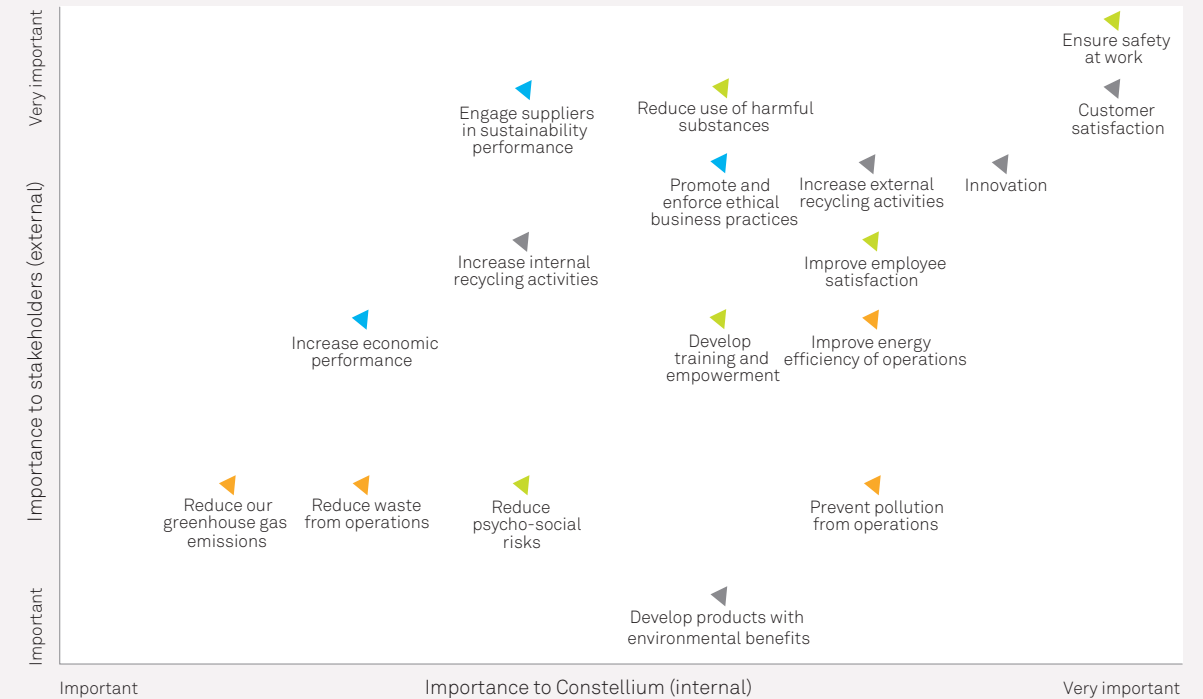 Very important
Importance to stakeholders (external)
Important
Ensure safety
at work
Customer
satisfaction
Engage suppliers
in sustainability
performance
Reduce use of harmful
substances
Promote and
enforce ethical
business practices
Increase external
recycling activities
Innovation
Increase internal
recycling activities
Improve employee
satisfaction
Increase economic
performance
Develop
training and
empowerment
Improve energy
efficiency of operations
Reduce our
greenhouse gas
emissions
Reduce waste
from operations
Reduce
psycho-social
risks
Prevent pollution
from operations
Develop products with
environmental benefits
Important
Importance to Constellium (internal)
Very important